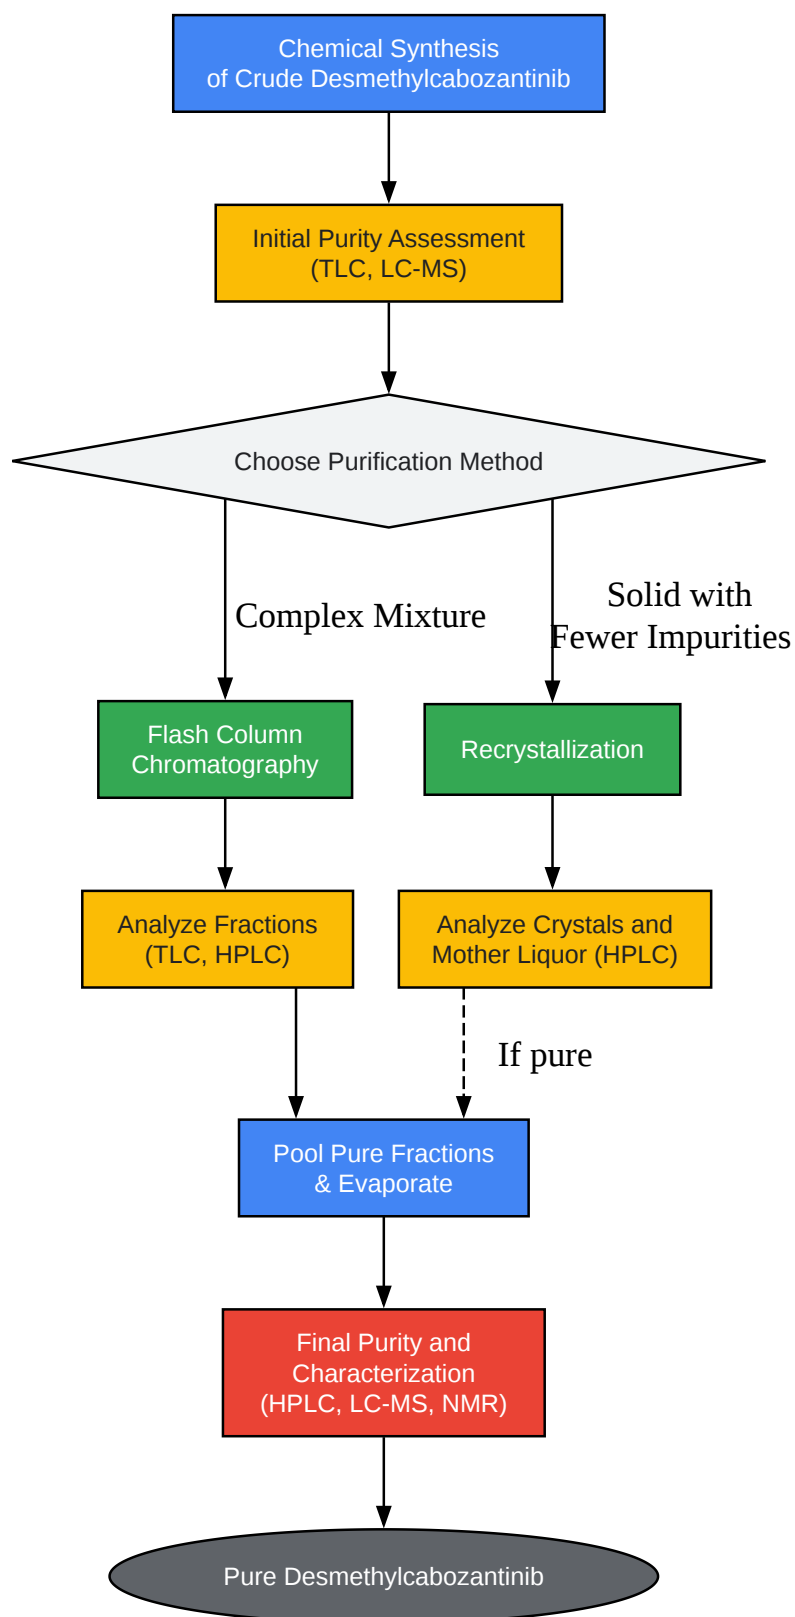 Chemical Synthesis
of Crude Desmethylcabozantinib
Initial Purity Assessment
(TLC, LC-MS)
Choose Purification Method
Complex Mixture
Solid with
Fewer Impurities
Flash Column
Chromatography
Recrystallization
Analyze Fractions
(TLC, HPLC)
Analyze Crystals and
Mother Liquor (HPLC)
If pure
Pool Pure Fractions
& Evaporate
Final Purity and
Characterization
(HPLC, LC-MS, NMR)
Pure Desmethylcabozantinib